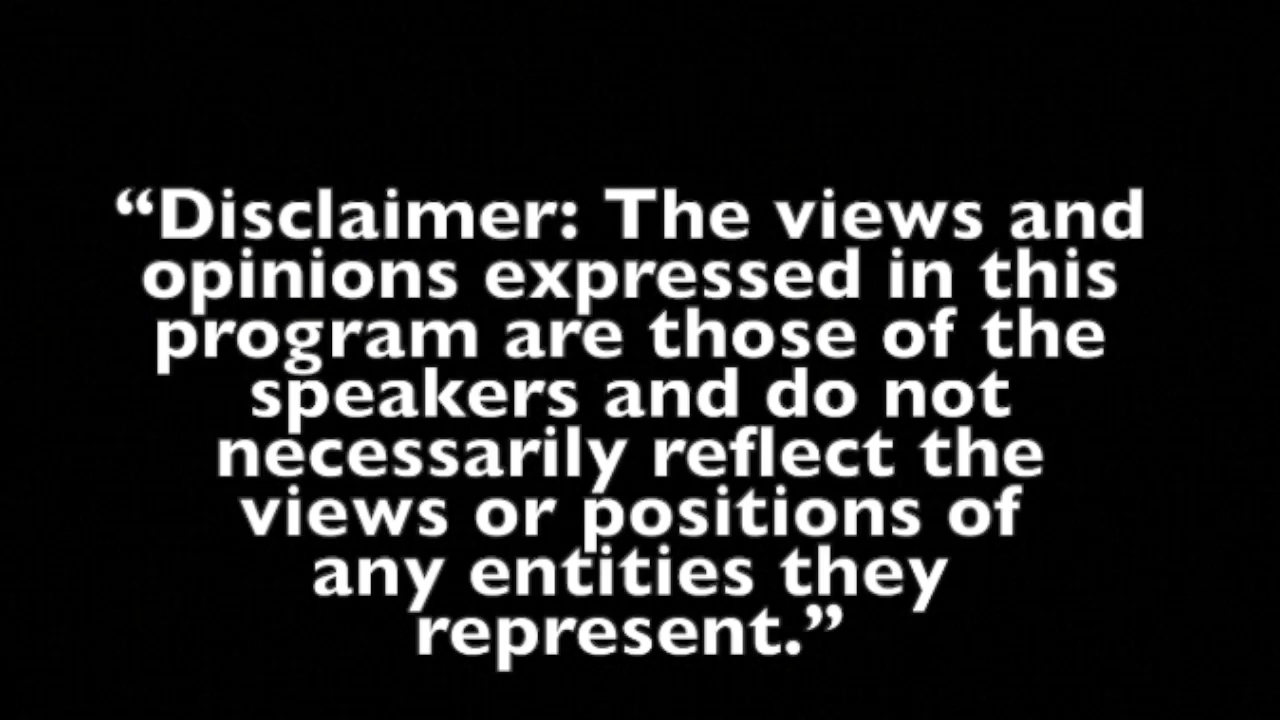 “Disclaimer: The views and
opinions expressed in this
program are those of the
speakers and do not
necessarily reflect the
views or positions of
any entities they
represent.”